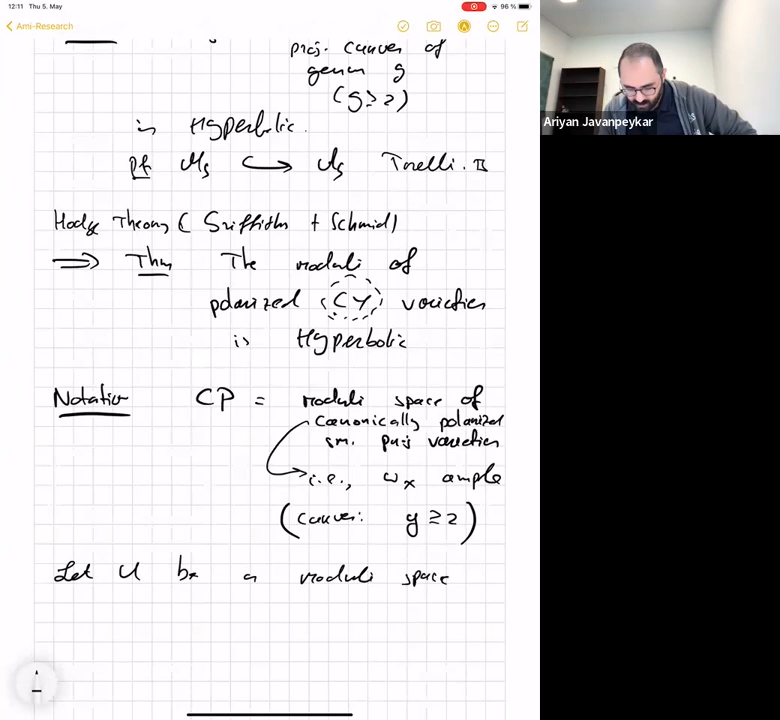 12:11 Thu 5. May
96 %
Ami-Research
proj. curves of
genus g
(g ≥ 2)
is Hyperbolic.
Pf Mg ↪ Ag Torelli.
Hodge Theory (Griffiths + Schmid)
⟹ Thm The moduli of
polarized (CY) varieties
is Hyperbolic
Notation CP = moduli space of
canonically polarized
sm. proj varieties
i.e., ω_X ample
(curves: g ≥ 2)
Let U be a moduli space
Ariyan Javanpeykar